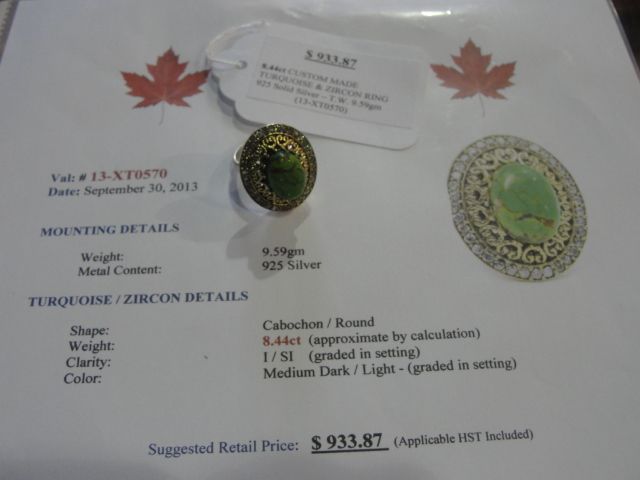 $ 933.87
8.44ct CUSTOM MADE
TURQUOISE & ZIRCON RING
925 Solid Silver – T.W. 9.59gm
(13-XT0570)
Val: # 13-XT0570
Date: September 30, 2013
MOUNTING DETAILS
Weight: 9.59gm
Metal Content: 925 Silver
TURQUOISE / ZIRCON DETAILS
Shape: Cabochon / Round
Weight: 8.44ct (approximate by calculation)
Clarity: I / SI (graded in setting)
Color: Medium Dark / Light - (graded in setting)
Suggested Retail Price: $ 933.87 (Applicable HST Included)